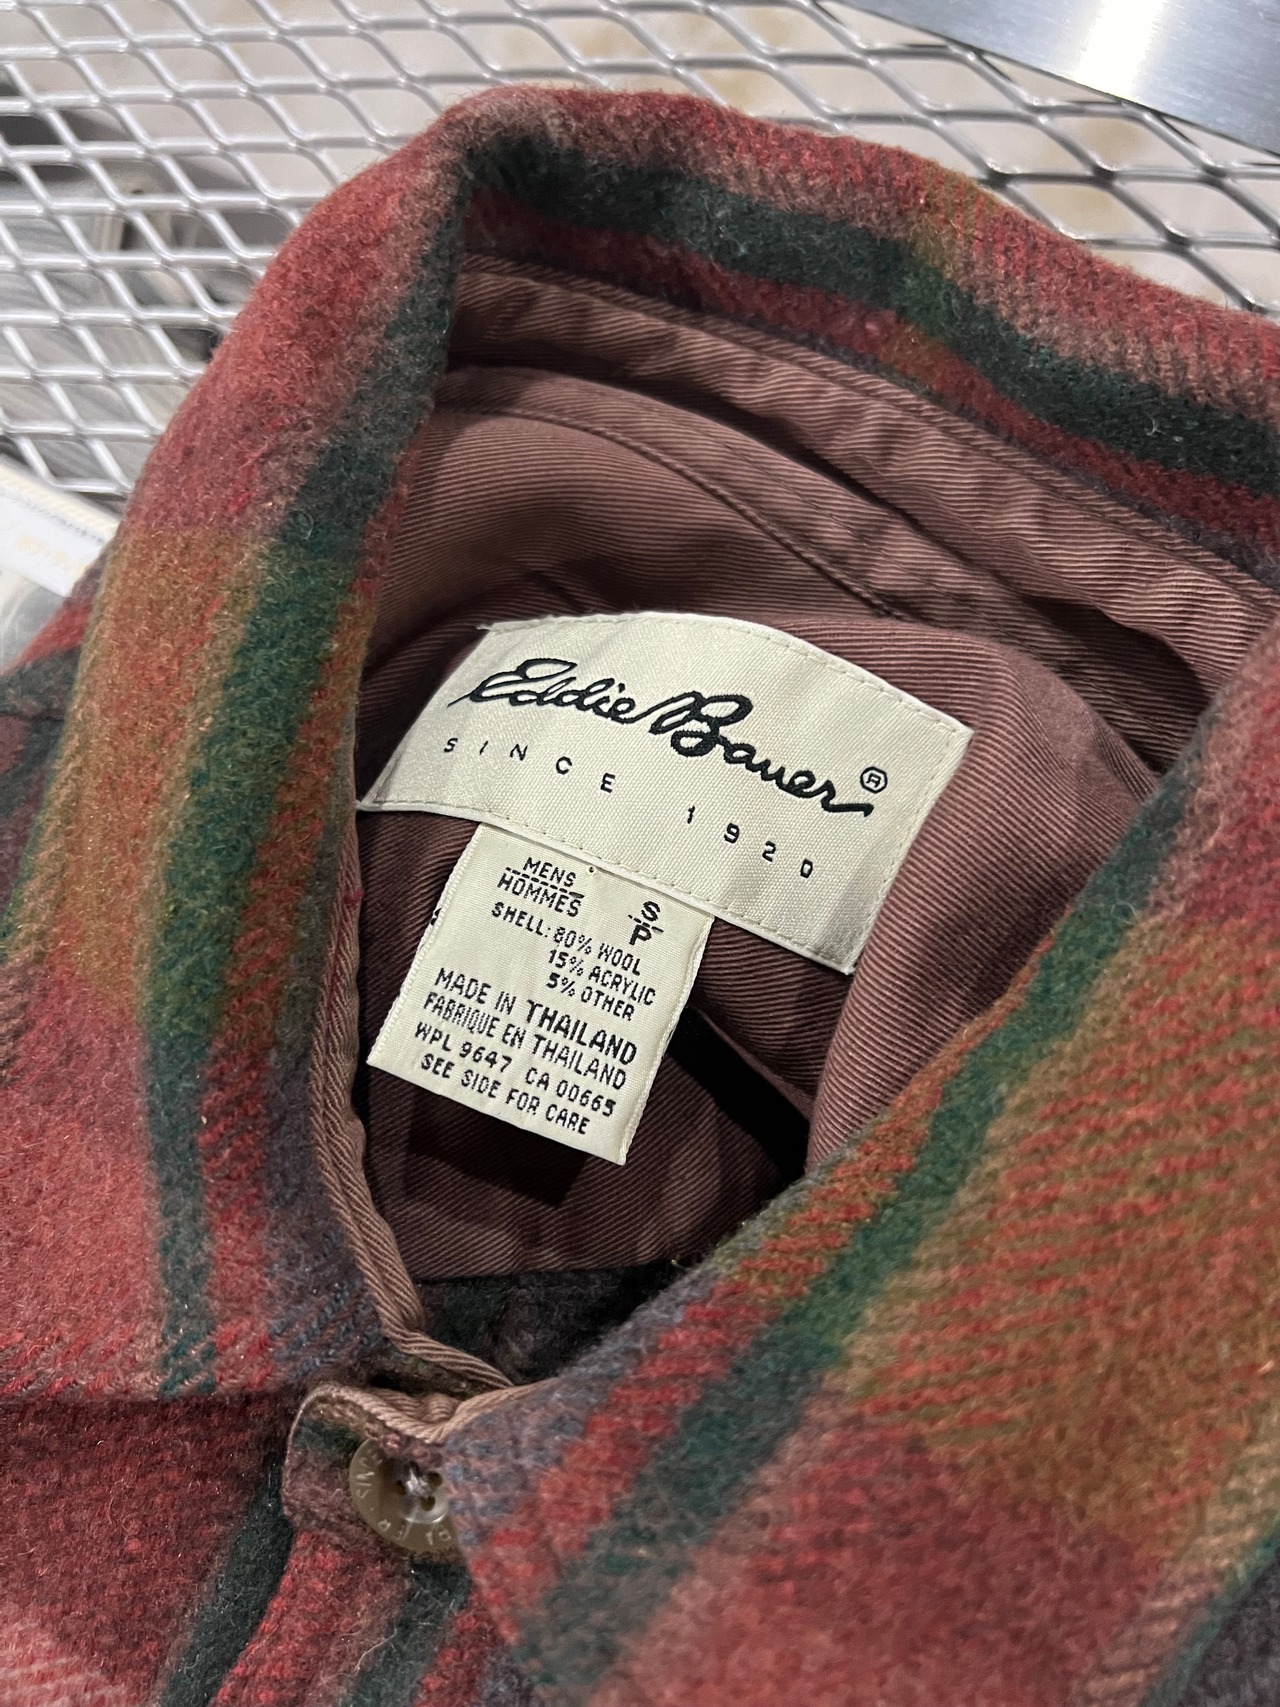 Eddie Bauer ®
SINCE 1920
MENS
HOMMES
S
P
SHELL: 80% WOOL
15% ACRYLIC
5% OTHER
MADE IN THAILAND
FABRIQUE EN THAILAND
WPL 9647 CA 00665
SEE SIDE FOR CARE